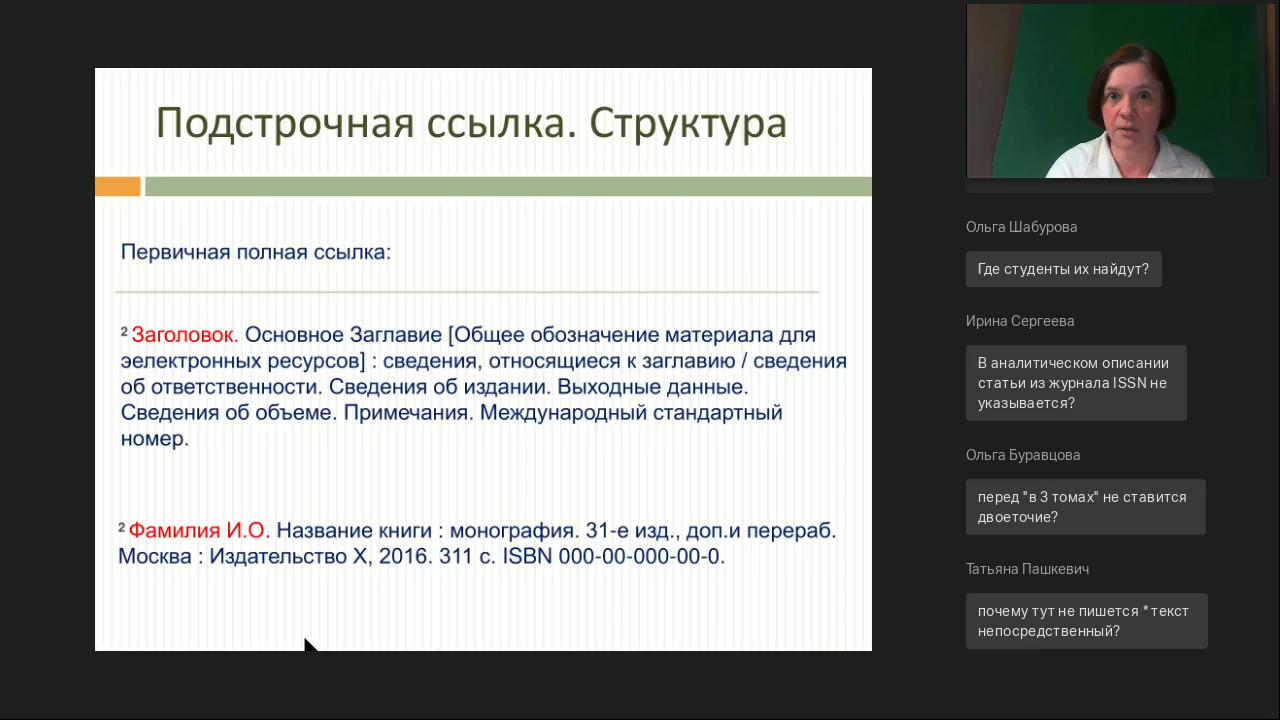 Подстрочная ссылка. Структура
Первичная полная ссылка:
² Заголовок. Основное Заглавие [Общее обозначение материала для
эелектронных ресурсов] : сведения, относящиеся к заглавию / сведения
об ответственности. Сведения об издании. Выходные данные.
Сведения об объеме. Примечания. Международный стандартный
номер.
² Фамилия И.О. Название книги : монография. 31-е изд., доп.и перераб.
Москва : Издательство Х, 2016. 311 с. ISBN 000-00-000-00-0.
Ольга Шабурова
Где студенты их найдут?
Ирина Сергеева
В аналитическом описании
статьи из журнала ISSN не
указывается?
Ольга Буравцова
перед "в 3 томах" не ставится
двоеточие?
Татьяна Пашкевич
почему тут не пишется * текст
непосредственный?